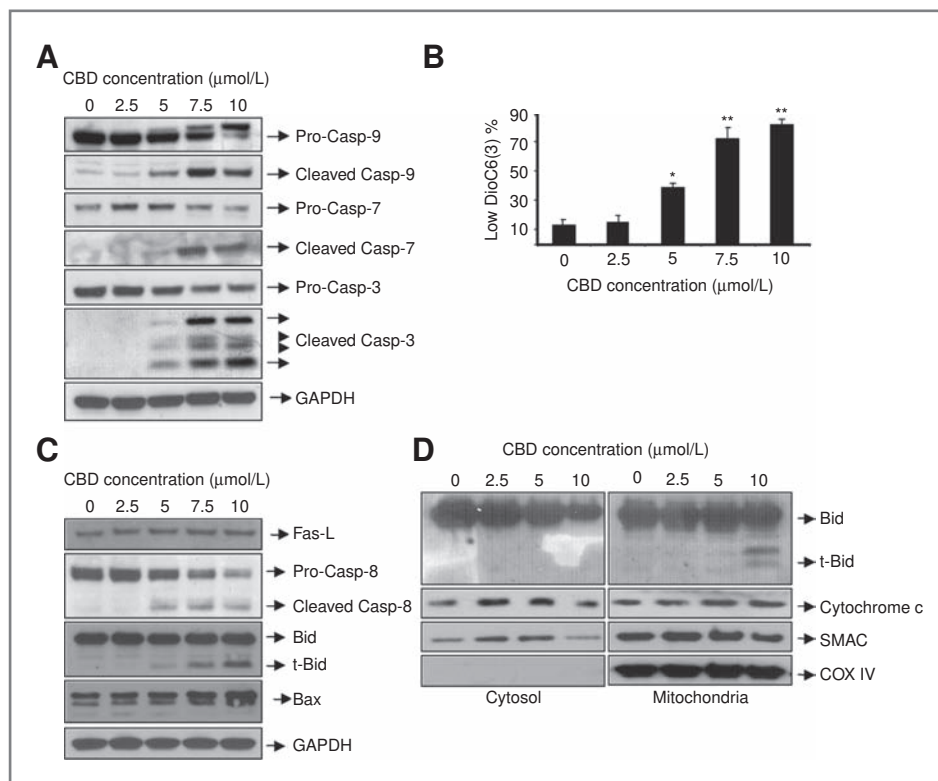 A
CBD concentration (μmol/L)
0 2.5 5 7.5 10
Pro-Casp-9
Cleaved Casp-9
Pro-Casp-7
Cleaved Casp-7
Pro-Casp-3
Cleaved Casp-3
GAPDH
B
Low DioC6(3) %
90
70
50
30
10
* ** **
0 2.5 5 7.5 10
CBD concentration (μmol/L)
C
CBD concentration (μmol/L)
0 2.5 5 7.5 10
Fas-L
Pro-Casp-8
Cleaved Casp-8
Bid
t-Bid
Bax
GAPDH
D
CBD concentration (μmol/L)
0 2.5 5 10 0 2.5 5 10
Bid
t-Bid
Cytochrome c
SMAC
COX IV
Cytosol Mitochondria